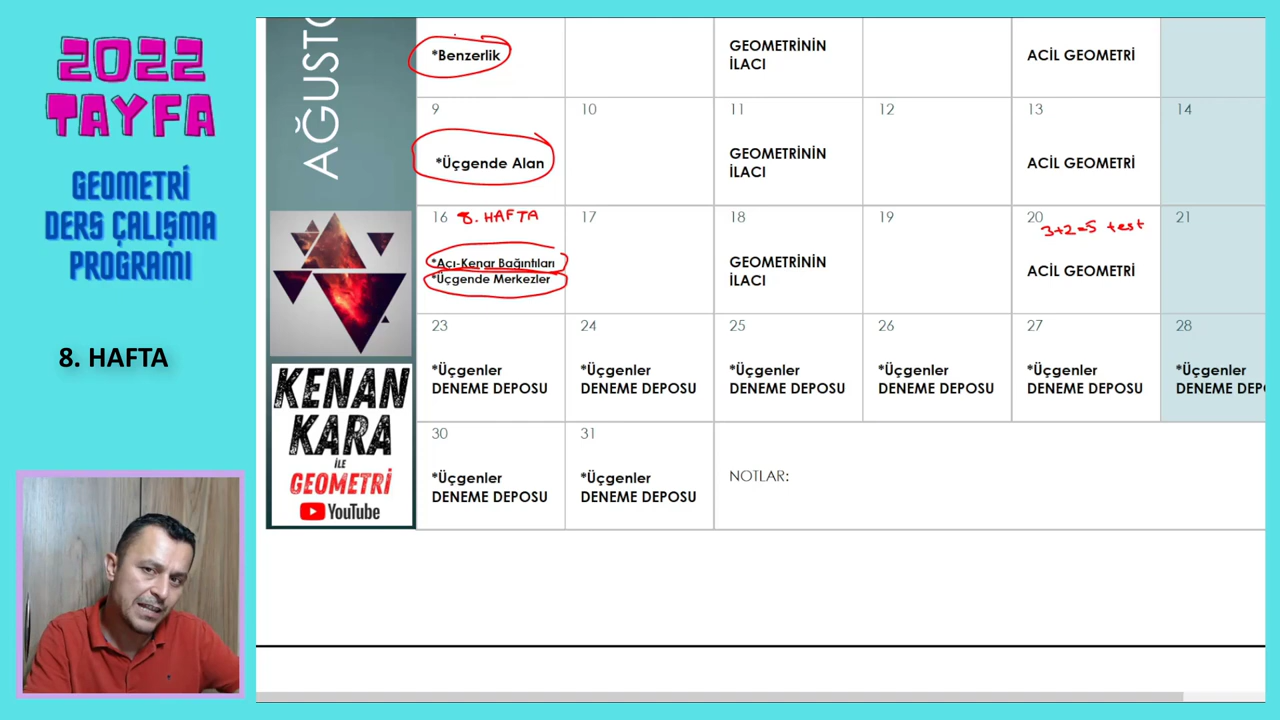 2022
TAYFA
GEOMETRİ
DERS ÇALIŞMA
PROGRAMI
8. HAFTA
AĞUSTO
KENAN
KARA
İLE
GEOMETRİ
YouTube
*Benzerlik
GEOMETRİNİN
İLACI
ACİL GEOMETRİ
9
10
11
12
13
14
*Üçgende Alan
GEOMETRİNİN
İLACI
ACİL GEOMETRİ
16 8. HAFTA
17
18
19
20
21
3+2=5 test
*Açı-Kenar Bağıntıları
*Üçgende Merkezler
GEOMETRİNİN
İLACI
ACİL GEOMETRİ
23
24
25
26
27
28
*Üçgenler
DENEME DEPOSU
*Üçgenler
DENEME DEPOSU
*Üçgenler
DENEME DEPOSU
*Üçgenler
DENEME DEPOSU
*Üçgenler
DENEME DEPOSU
*Üçgenler
DENEME DEPO
30
31
*Üçgenler
DENEME DEPOSU
*Üçgenler
DENEME DEPOSU
NOTLAR: